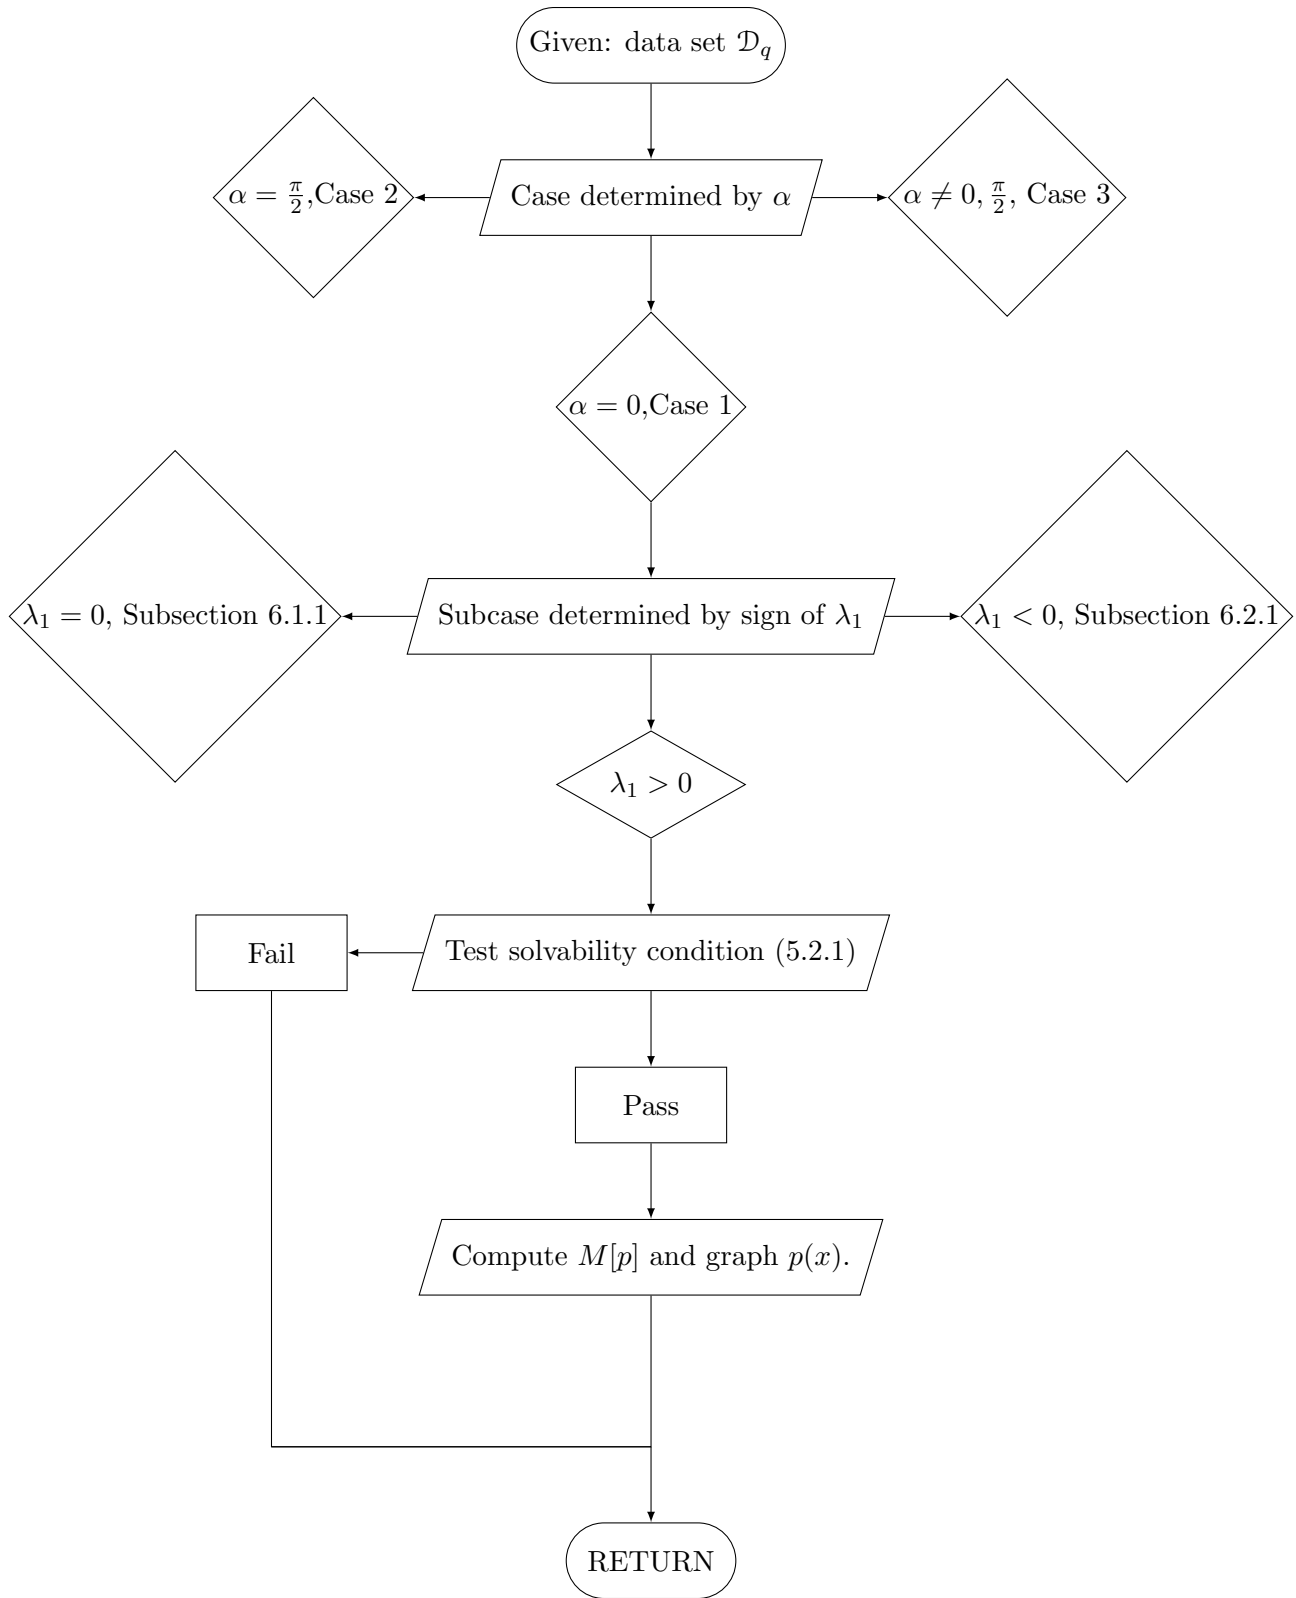 Given: data set 𝒟_q
α = π/2,Case 2
Case determined by α
α ≠ 0, π/2, Case 3
α = 0,Case 1
λ₁ = 0, Subsection 6.1.1
Subcase determined by sign of λ₁
λ₁ < 0, Subsection 6.2.1
λ₁ > 0
Fail
Test solvability condition (5.2.1)
Pass
Compute M[p] and graph p(x).
RETURN